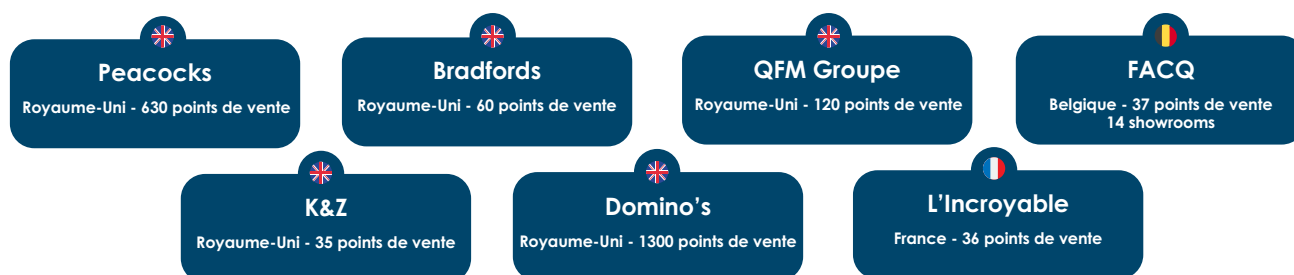 Peacocks
Royaume-Uni - 630 points de vente
Bradfords
Royaume-Uni - 60 points de vente
QFM Groupe
Royaume-Uni - 120 points de vente
FACQ
Belgique - 37 points de vente
14 showrooms
K&Z
Royaume-Uni - 35 points de vente
Domino's
Royaume-Uni - 1300 points de vente
L'Incroyable
France - 36 points de vente